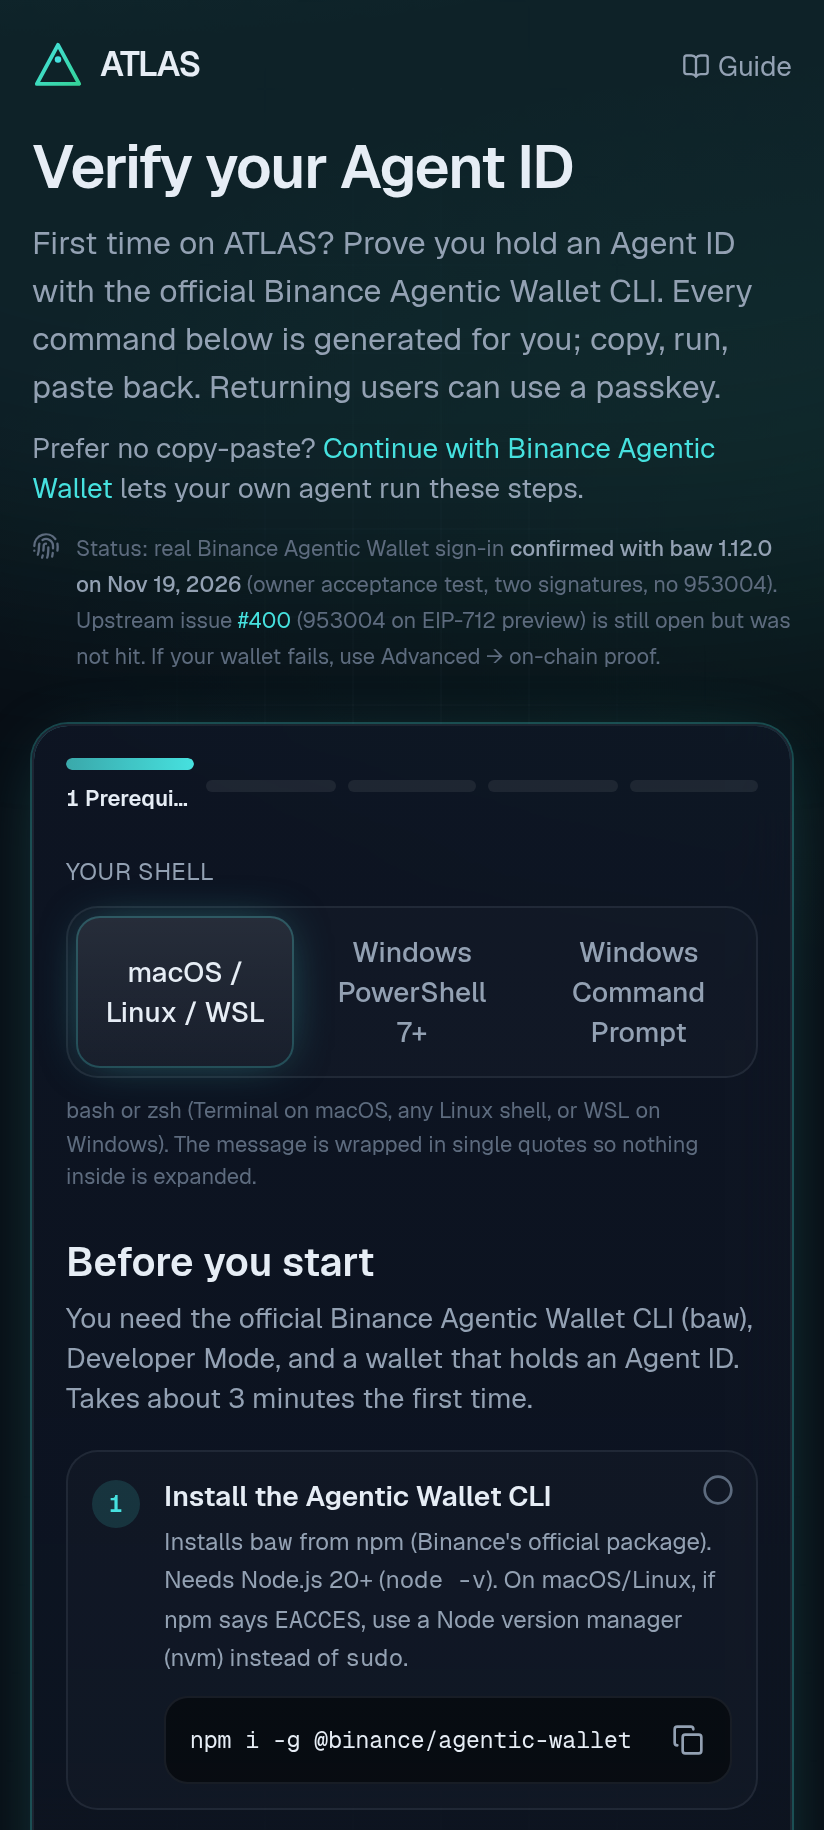 ATLAS
Guide
Verify your Agent ID
First time on ATLAS? Prove you hold an Agent ID
with the official Binance Agentic Wallet CLI. Every
command below is generated for you; copy, run,
paste back. Returning users can use a passkey.
Prefer no copy-paste? Continue with Binance Agentic
Wallet lets your own agent run these steps.
Status: real Binance Agentic Wallet sign-in confirmed with baw 1.12.0
on Nov 19, 2026 (owner acceptance test, two signatures, no 953004).
Upstream issue #400 (953004 on EIP-712 preview) is still open but was
not hit. If your wallet fails, use Advanced → on-chain proof.
1 Prerequi...
YOUR SHELL
macOS /
Linux / WSL
Windows
PowerShell
7+
Windows
Command
Prompt
bash or zsh (Terminal on macOS, any Linux shell, or WSL on
Windows). The message is wrapped in single quotes so nothing
inside is expanded.
Before you start
You need the official Binance Agentic Wallet CLI (baw),
Developer Mode, and a wallet that holds an Agent ID.
Takes about 3 minutes the first time.
1
Install the Agentic Wallet CLI
Installs baw from npm (Binance's official package).
Needs Node.js 20+ (node -v). On macOS/Linux, if
npm says EACCES, use a Node version manager
(nvm) instead of sudo.
npm i -g @binance/agentic-wallet